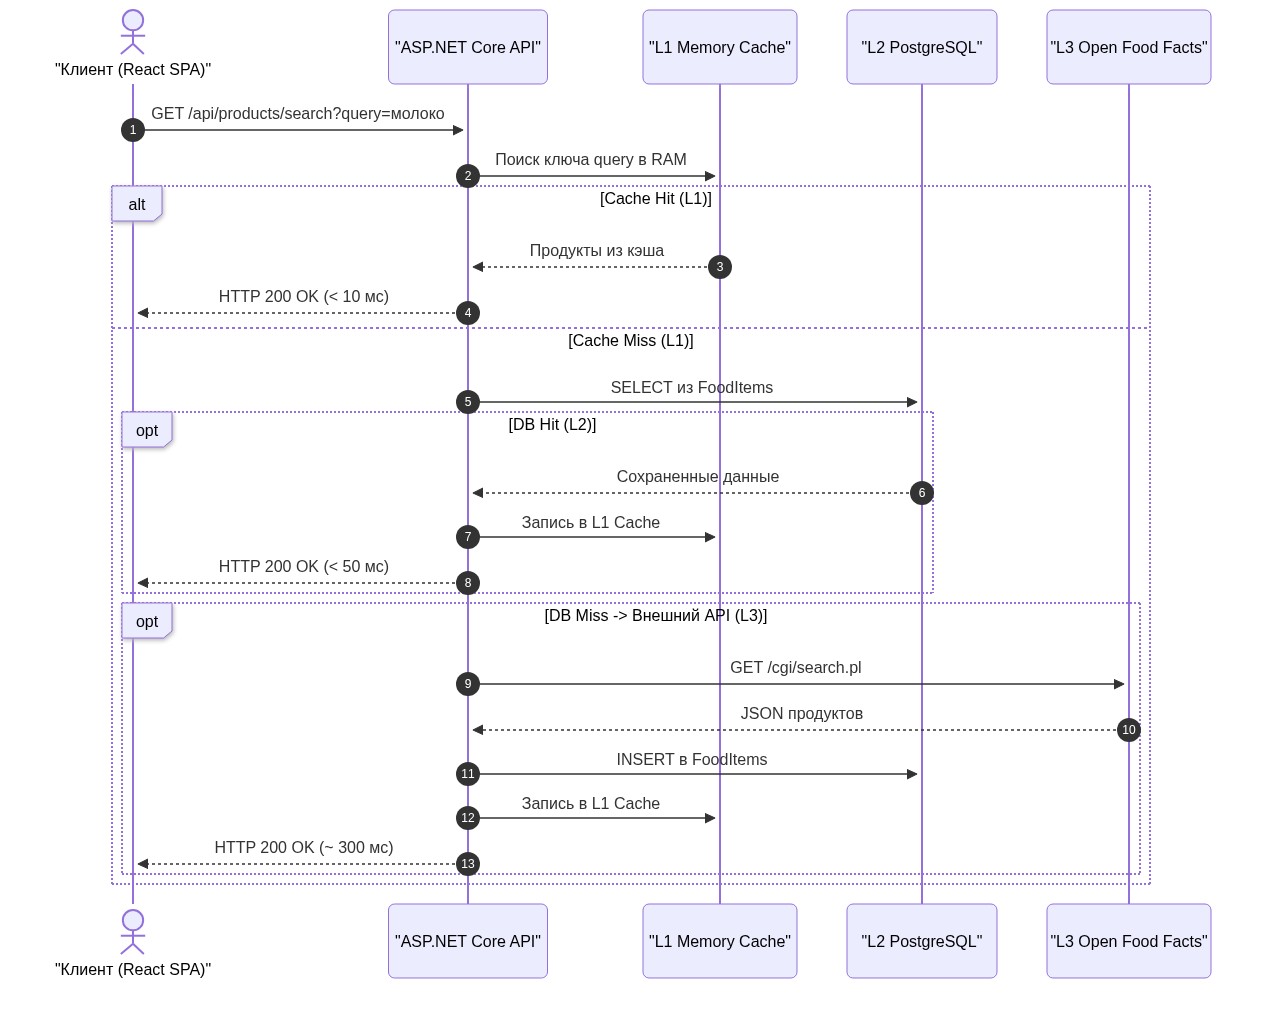 "Клиент (React SPA)"
"ASP.NET Core API"
"L1 Memory Cache"
"L2 PostgreSQL"
"L3 Open Food Facts"
GET /api/products/search?query=молоко
1
Поиск ключа query в RAM
2
alt
[Cache Hit (L1)]
Продукты из кэша
3
HTTP 200 OK (< 10 мс)
4
[Cache Miss (L1)]
SELECT из FoodItems
5
opt
[DB Hit (L2)]
Сохраненные данные
6
Запись в L1 Cache
7
HTTP 200 OK (< 50 мс)
8
opt
[DB Miss -> Внешний API (L3)]
GET /cgi/search.pl
9
JSON продуктов
10
INSERT в FoodItems
11
Запись в L1 Cache
12
HTTP 200 OK (~ 300 мс)
13
"Клиент (React SPA)"
"ASP.NET Core API"
"L1 Memory Cache"
"L2 PostgreSQL"
"L3 Open Food Facts"